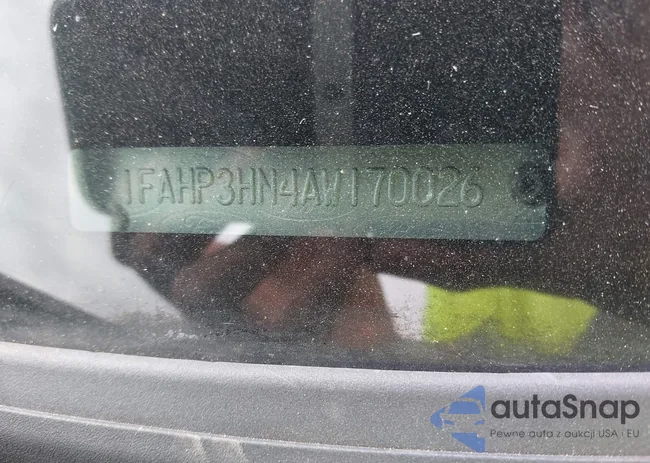 1FAHP3HN4AW170026
autaSnap
Pewne auta z aukcji USA i EU